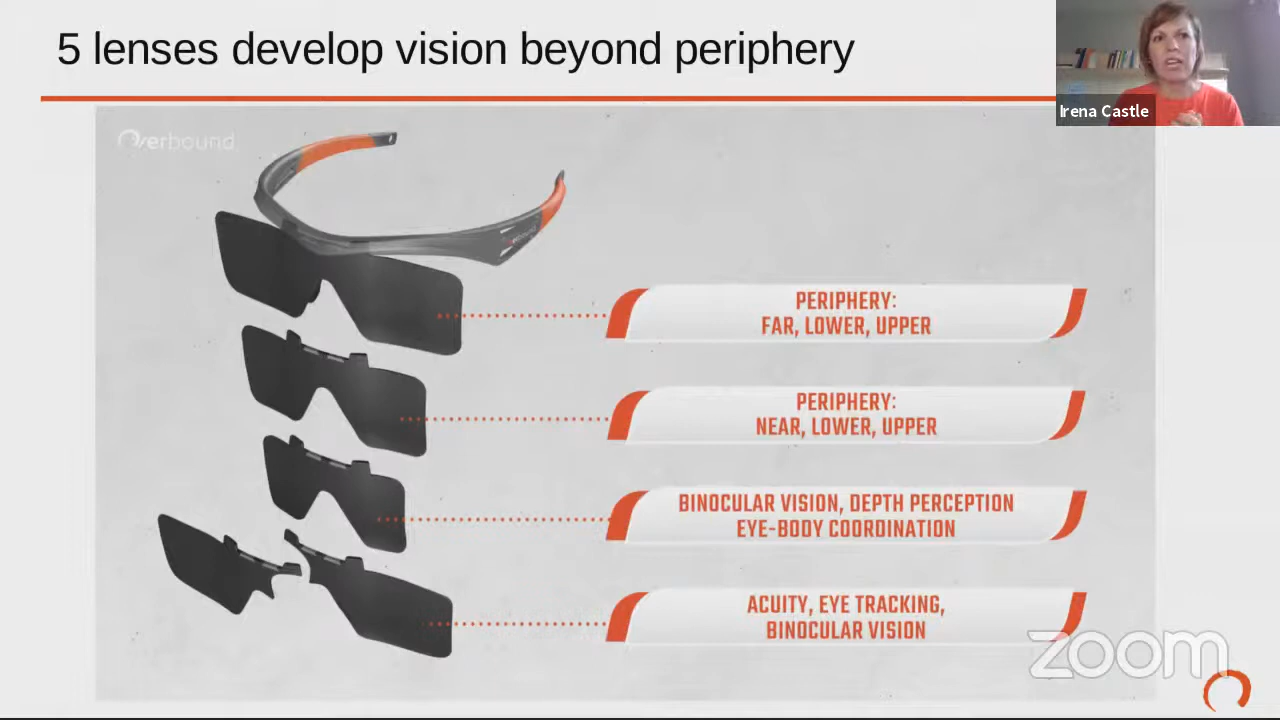 5 lenses develop vision beyond periphery
Irena Castle
Overbound
PERIPHERY:
FAR, LOWER, UPPER
PERIPHERY:
NEAR, LOWER, UPPER
BINOCULAR VISION, DEPTH PERCEPTION
EYE-BODY COORDINATION
ACUITY, EYE TRACKING,
BINOCULAR VISION
zoom